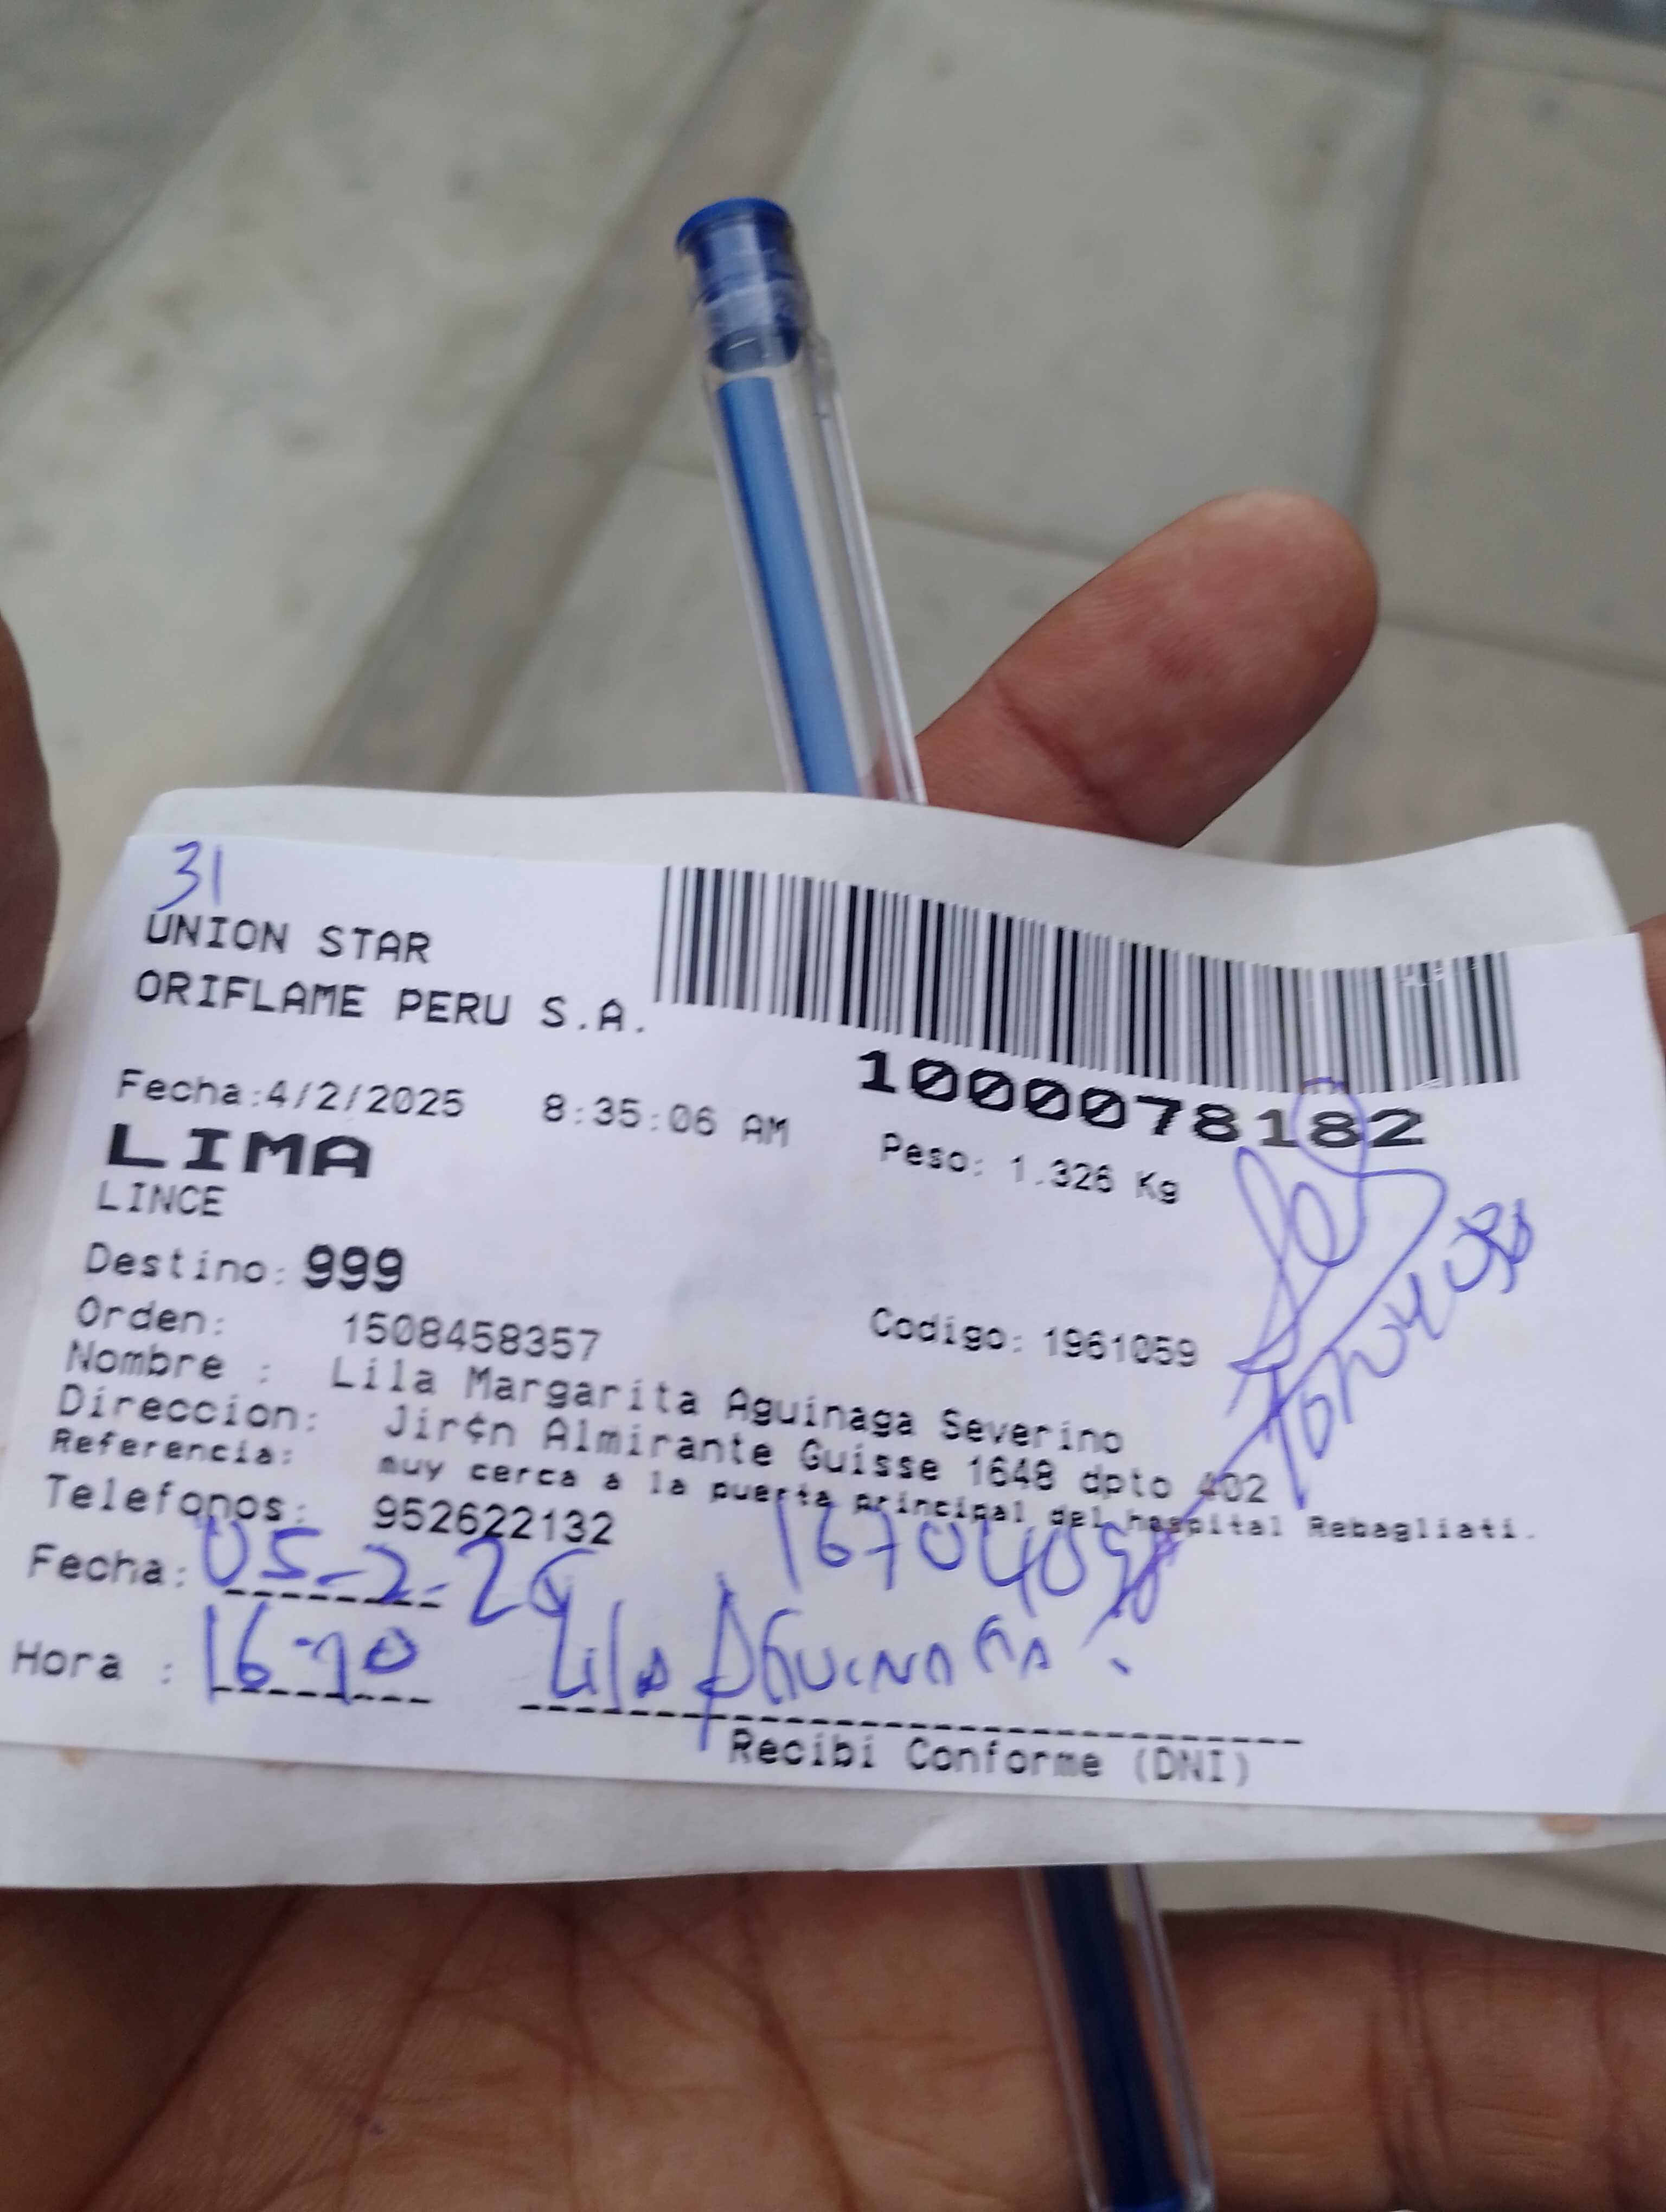 31
UNION STAR
ORIFLAME PERU S.A.
1000078182
Fecha:4/2/2025 8:35:06 AM
Peso: 1.326 Kg
LIMA
LINCE
Destino: 999
Orden: 1508458357 Codigo: 1961059
Nombre : Lila Margarita Aguinaga Severino
Direccion: Jir¢n Almirante Guisse 1648 dpto 402
Referencia: muy cerca a la puerta principal del hospital Rebagliati.
Telefonos: 952622132
Fecha: 05-2-25
Hora : 16-10 Lila Aguinaga
Recibi Conforme (DNI)